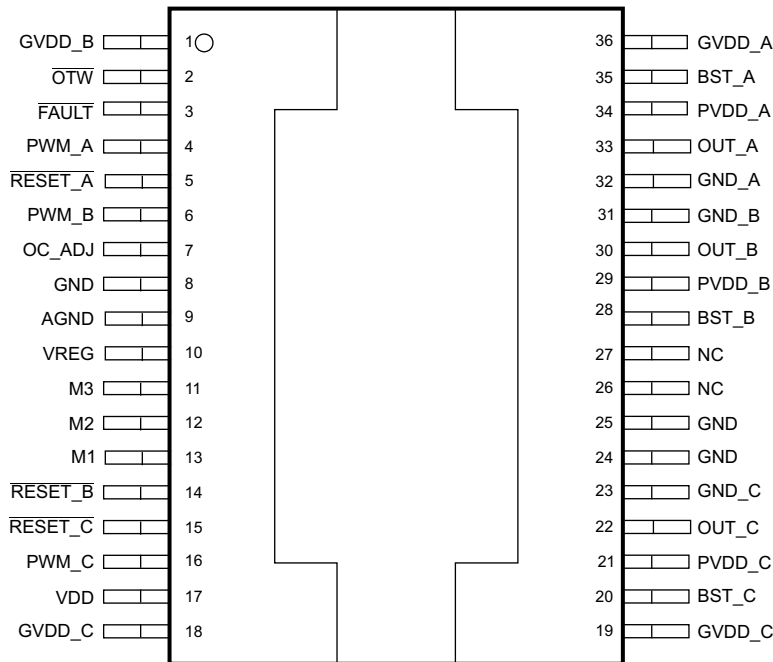 GVDD_B 1 36 GVDD_A
OTW 2 35 BST_A
FAULT 3 34 PVDD_A
PWM_A 4 33 OUT_A
RESET_A 5 32 GND_A
PWM_B 6 31 GND_B
OC_ADJ 7 30 OUT_B
GND 8 29 PVDD_B
AGND 9 28 BST_B
VREG 10 27 NC
M3 11 26 NC
M2 12 25 GND
M1 13 24 GND
RESET_B 14 23 GND_C
RESET_C 15 22 OUT_C
PWM_C 16 21 PVDD_C
VDD 17 20 BST_C
GVDD_C 18 19 GVDD_C